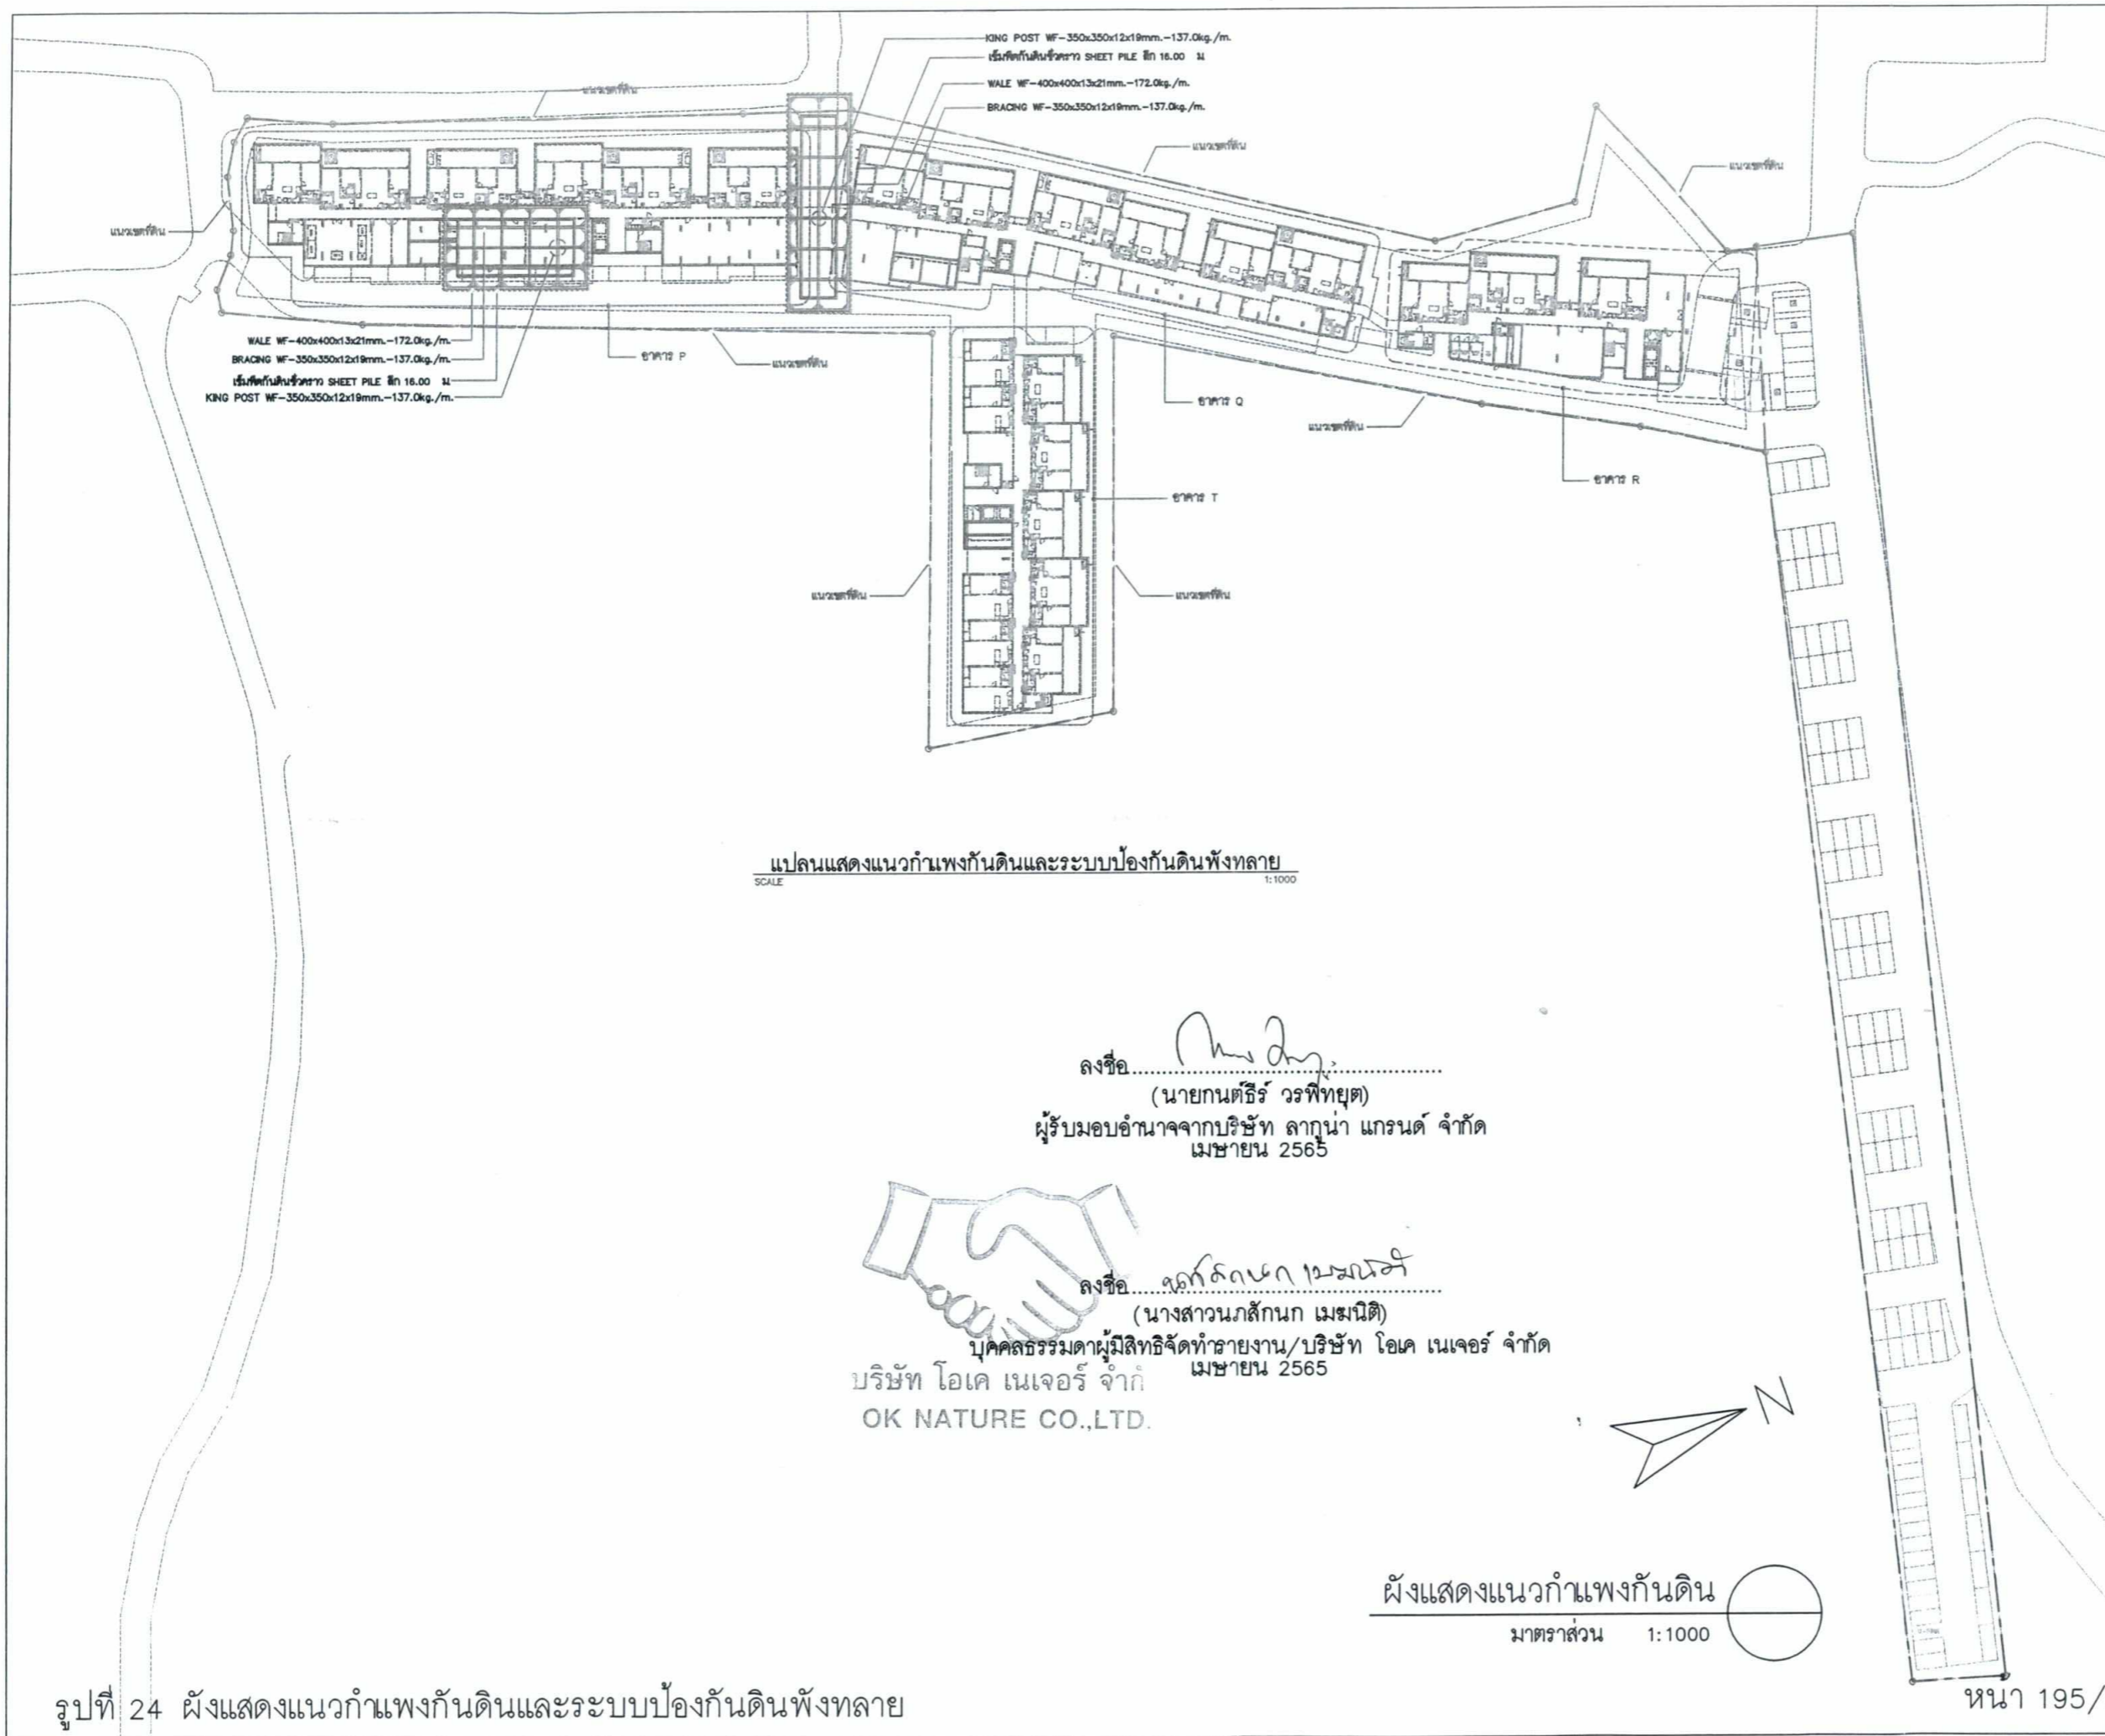 KING POST WF-350x350x12x19mm.-137.0kg./m.
เข็มพืดกันดินชั่วคราว SHEET PILE ลึก 16.00 ม
WALE WF-400x400x13x21mm.-172.0kg./m.
BRACING WF-350x350x12x19mm.-137.0kg./m.
แนวเขตที่ดิน
แนวเขตที่ดิน
แนวเขตที่ดิน
แนวเขตที่ดิน
WALE WF-400x400x13x21mm.-172.0kg./m.
BRACING WF-350x350x12x19mm.-137.0kg./m.
เข็มพืดกันดินชั่วคราว SHEET PILE ลึก 16.00 ม
KING POST WF-350x350x12x19mm.-137.0kg./m.
อาคาร P
แนวเขตที่ดิน
อาคาร Q
แนวเขตที่ดิน
อาคาร R
อาคาร T
แนวเขตที่ดิน
แนวเขตที่ดิน
แปลนแสดงแนวกำแพงกันดินและระบบป้องกันดินพังทลาย
SCALE 1:1000
ลงชื่อ
(นายกนต์ธีร์ วรพิทยุต)
ผู้รับมอบอำนาจจากบริษัท ลากูน่า แกรนด์ จำกัด
เมษายน 2565
ลงชื่อ
(นางสาวนภสักนก เมฆนิติ)
บุคคลธรรมดาผู้มีสิทธิจัดทำรายงาน/บริษัท โอเค เนเจอร์ จำกัด
เมษายน 2565
บริษัท โอเค เนเจอร์ จำกั
OK NATURE CO.,LTD.
N
ผังแสดงแนวกำแพงกันดิน
มาตราส่วน 1:1000
รูปที่ 24 ผังแสดงแนวกำแพงกันดินและระบบป้องกันดินพังทลาย
หน้า 195/